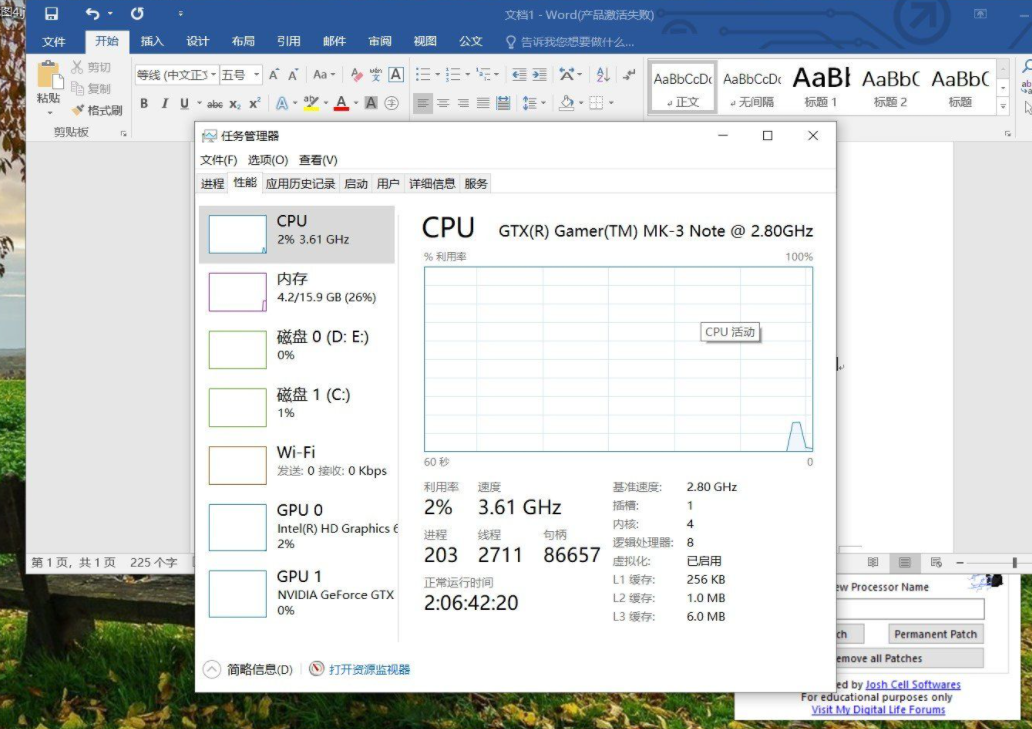 文档1 - Word(产品激活失败)
文件 开始 插入 设计 布局 引用 邮件 审阅 视图 公文 告诉我您想要做什么...
粘贴 剪切 复制 格式刷
剪贴板
等线 (中文正文 五号 Aa
B I U abc X₂ X² A
AaBbCcDc AaBbCcDc AaBl AaBbC AaBbC
正文 无间隔 标题 1 标题 2 标题
任务管理器
文件(F) 选项(O) 查看(V)
进程 性能 应用历史记录 启动 用户 详细信息 服务
CPU
2% 3.61 GHz
内存
4.2/15.9 GB (26%)
磁盘 0 (D: E:)
0%
磁盘 1 (C:)
1%
Wi-Fi
发送: 0 接收: 0 Kbps
GPU 0
Intel(R) HD Graphics 6
2%
GPU 1
NVIDIA GeForce GTX
0%
CPU GTX(R) Gamer(TM) MK-3 Note @ 2.80GHz
% 利用率 100%
CPU 活动
60 秒 0
利用率 速度
2% 3.61 GHz
进程 线程 句柄
203 2711 86657
正常运行时间
2:06:42:20
基准速度: 2.80 GHz
插槽: 1
内核: 4
逻辑处理器: 8
虚拟化: 已启用
L1 缓存: 256 KB
L2 缓存: 1.0 MB
L3 缓存: 6.0 MB
简略信息(D) 打开资源监视器
第 1 页，共 1 页 225 个字
ew Processor Name
ch Permanent Patch
emove all Patches
ed by Josh Cell Softwares
For educational purposes only
Visit My Digital Life Forums